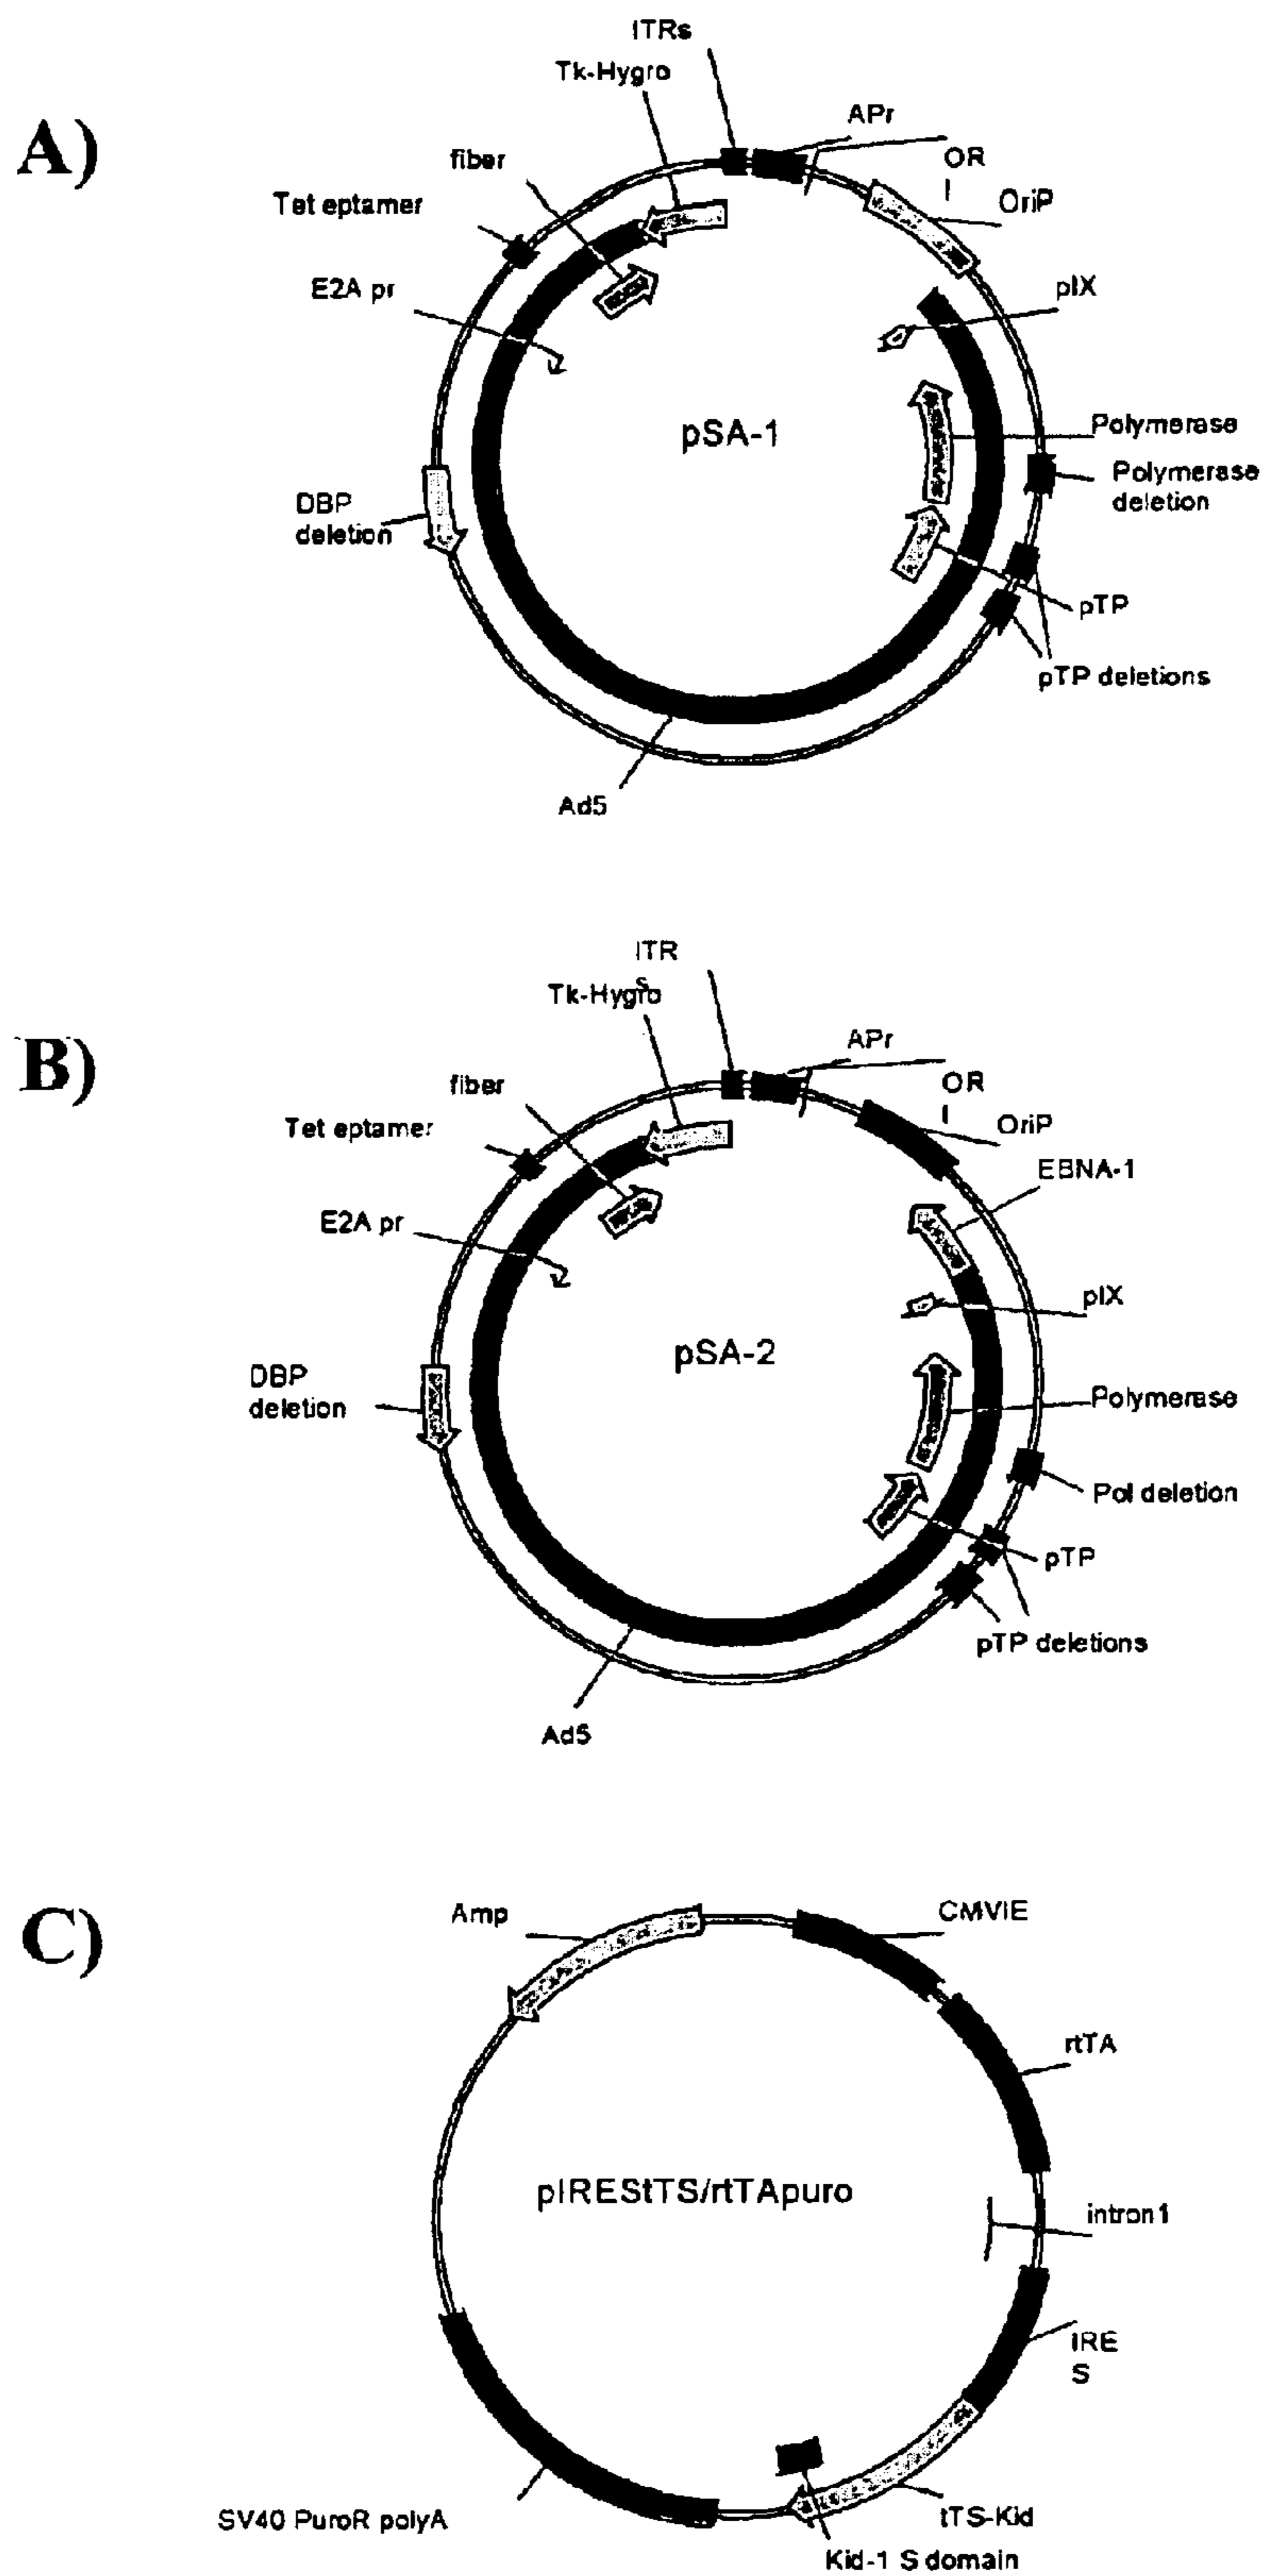 A)
ITRs
Tk-Hygro
APr
fiber
OR
I
OriP
Tet eptamer
E2A pr
pIX
pSA-1
Polymerase
Polymerase
deletion
DBP
deletion
pTP
pTP deletions
Ad5
B)
ITR
s
Tk-Hygro
APr
fiber
OR
I
OriP
Tet eptamer
EBNA-1
E2A pr
pIX
pSA-2
DBP
deletion
Polymerase
Pol deletion
pTP
pTP deletions
Ad5
C)
Amp
CMVIE
rtTA
pIREStTS/rtTApuro
intron1
IRE
S
SV40 PuroR polyA
tTS-Kid
Kid-1 S domain